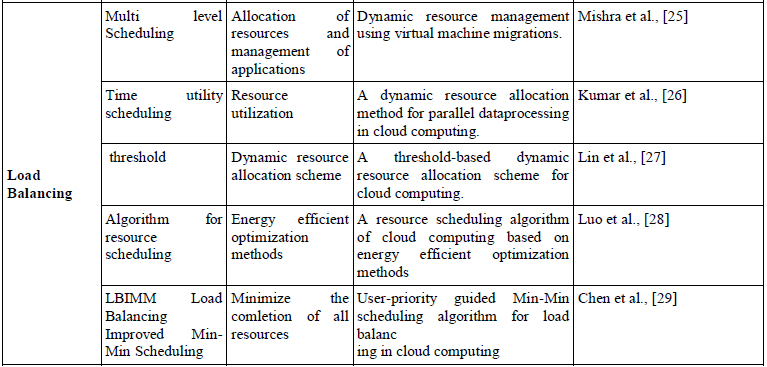 Load
Balancing
Multi level
Scheduling
Allocation of
resources and
management of
applications
Dynamic resource management
using virtual machine migrations.
Mishra et al., [25]
Time utility
scheduling
Resource
utilization
A dynamic resource allocation
method for parallel dataprocessing
in cloud computing.
Kumar et al., [26]
threshold
Dynamic resource
allocation scheme
A threshold-based dynamic
resource allocation scheme for
cloud computing.
Lin et al., [27]
Algorithm for
resource
scheduling
Energy efficient
optimization
methods
A resource scheduling algorithm
of cloud computing based on
energy efficient optimization
methods
Luo et al., [28]
LBIMM Load
Balancing
Improved Min-
Min Scheduling
Minimize the
comletion of all
resources
User-priority guided Min-Min
scheduling algorithm for load
balanc
ing in cloud computing
Chen et al., [29]